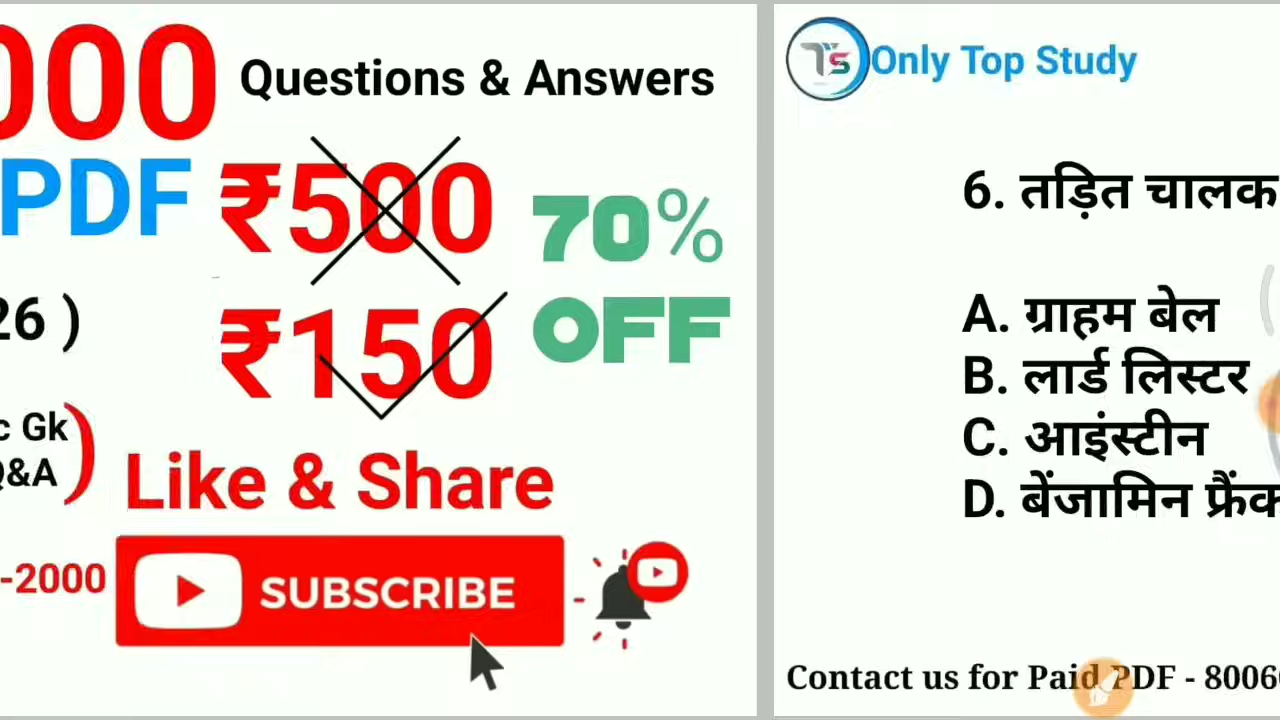 000
Questions & Answers
PDF
₹500
70%
OFF
26 )
₹150
c Gk
Q&A
)
Like & Share
-2000
SUBSCRIBE
TS
Only Top Study
6. तड़ित चालक
A. ग्राहम बेल
B. लार्ड लिस्टर
C. आइंस्टीन
D. बेंजामिन
Contact us for Paid PDF - 8006